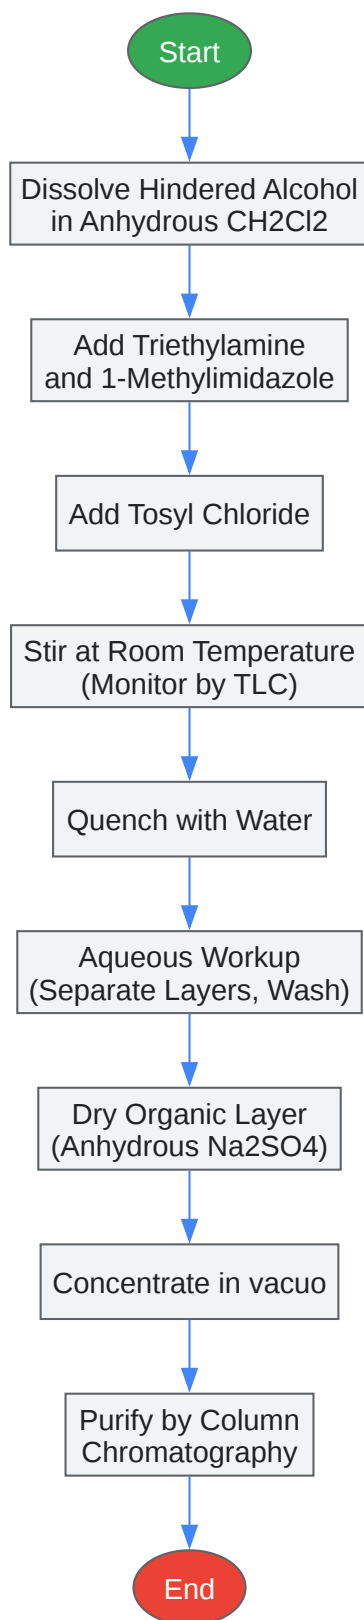 Start
Dissolve Hindered Alcohol
in Anhydrous CH2Cl2
Add Triethylamine
and 1-Methylimidazole
Add Tosyl Chloride
Stir at Room Temperature
(Monitor by TLC)
Quench with Water
Aqueous Workup
(Separate Layers, Wash)
Dry Organic Layer
(Anhydrous Na2SO4)
Concentrate in vacuo
Purify by Column
Chromatography
End